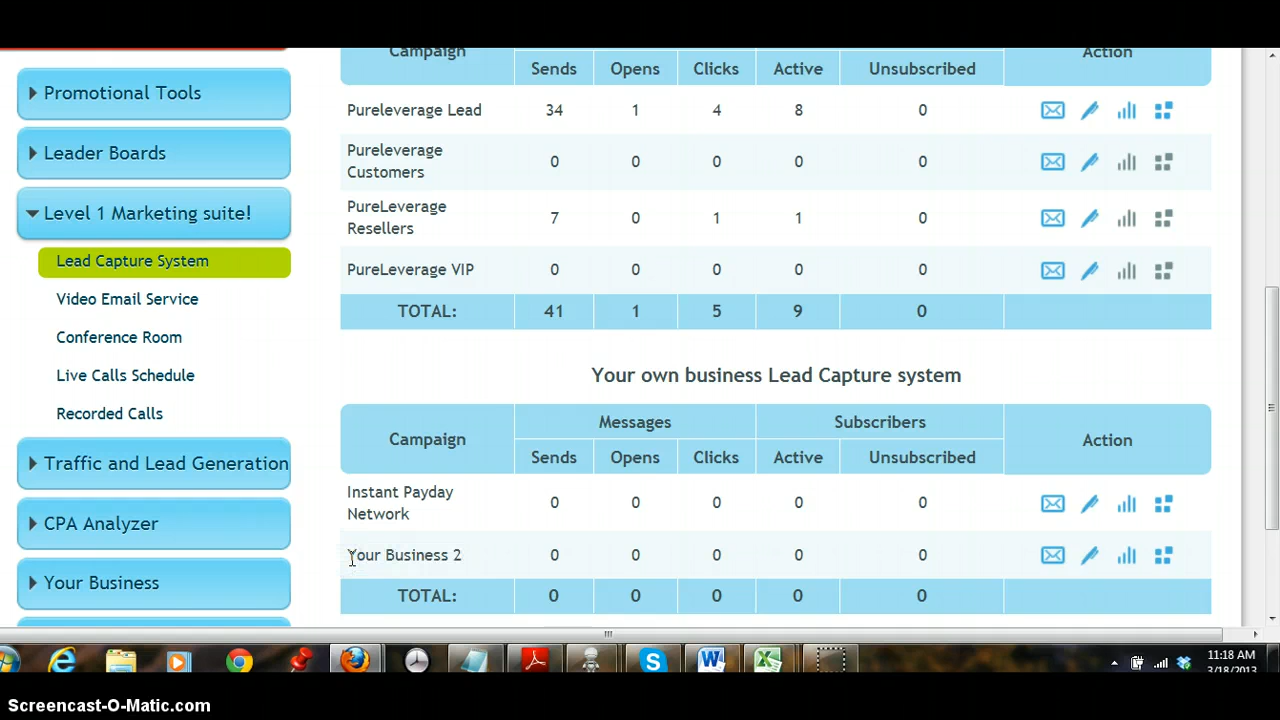 Campaign
Action
Sends Opens Clicks Active Unsubscribed
Promotional Tools
Leader Boards
Level 1 Marketing suite!
Lead Capture System
Video Email Service
Conference Room
Live Calls Schedule
Recorded Calls
Traffic and Lead Generation
CPA Analyzer
Your Business
Pureleverage Lead 34 1 4 8 0
Pureleverage
Customers 0 0 0 0 0
PureLeverage
Resellers 7 0 1 1 0
PureLeverage VIP 0 0 0 0 0
TOTAL: 41 1 5 9 0
Your own business Lead Capture system
Campaign Messages Subscribers Action
Sends Opens Clicks Active Unsubscribed
Instant Payday
Network 0 0 0 0 0
Your Business 2 0 0 0 0 0
TOTAL: 0 0 0 0 0
11:18 AM
3/18/2013
Screencast-O-Matic.com